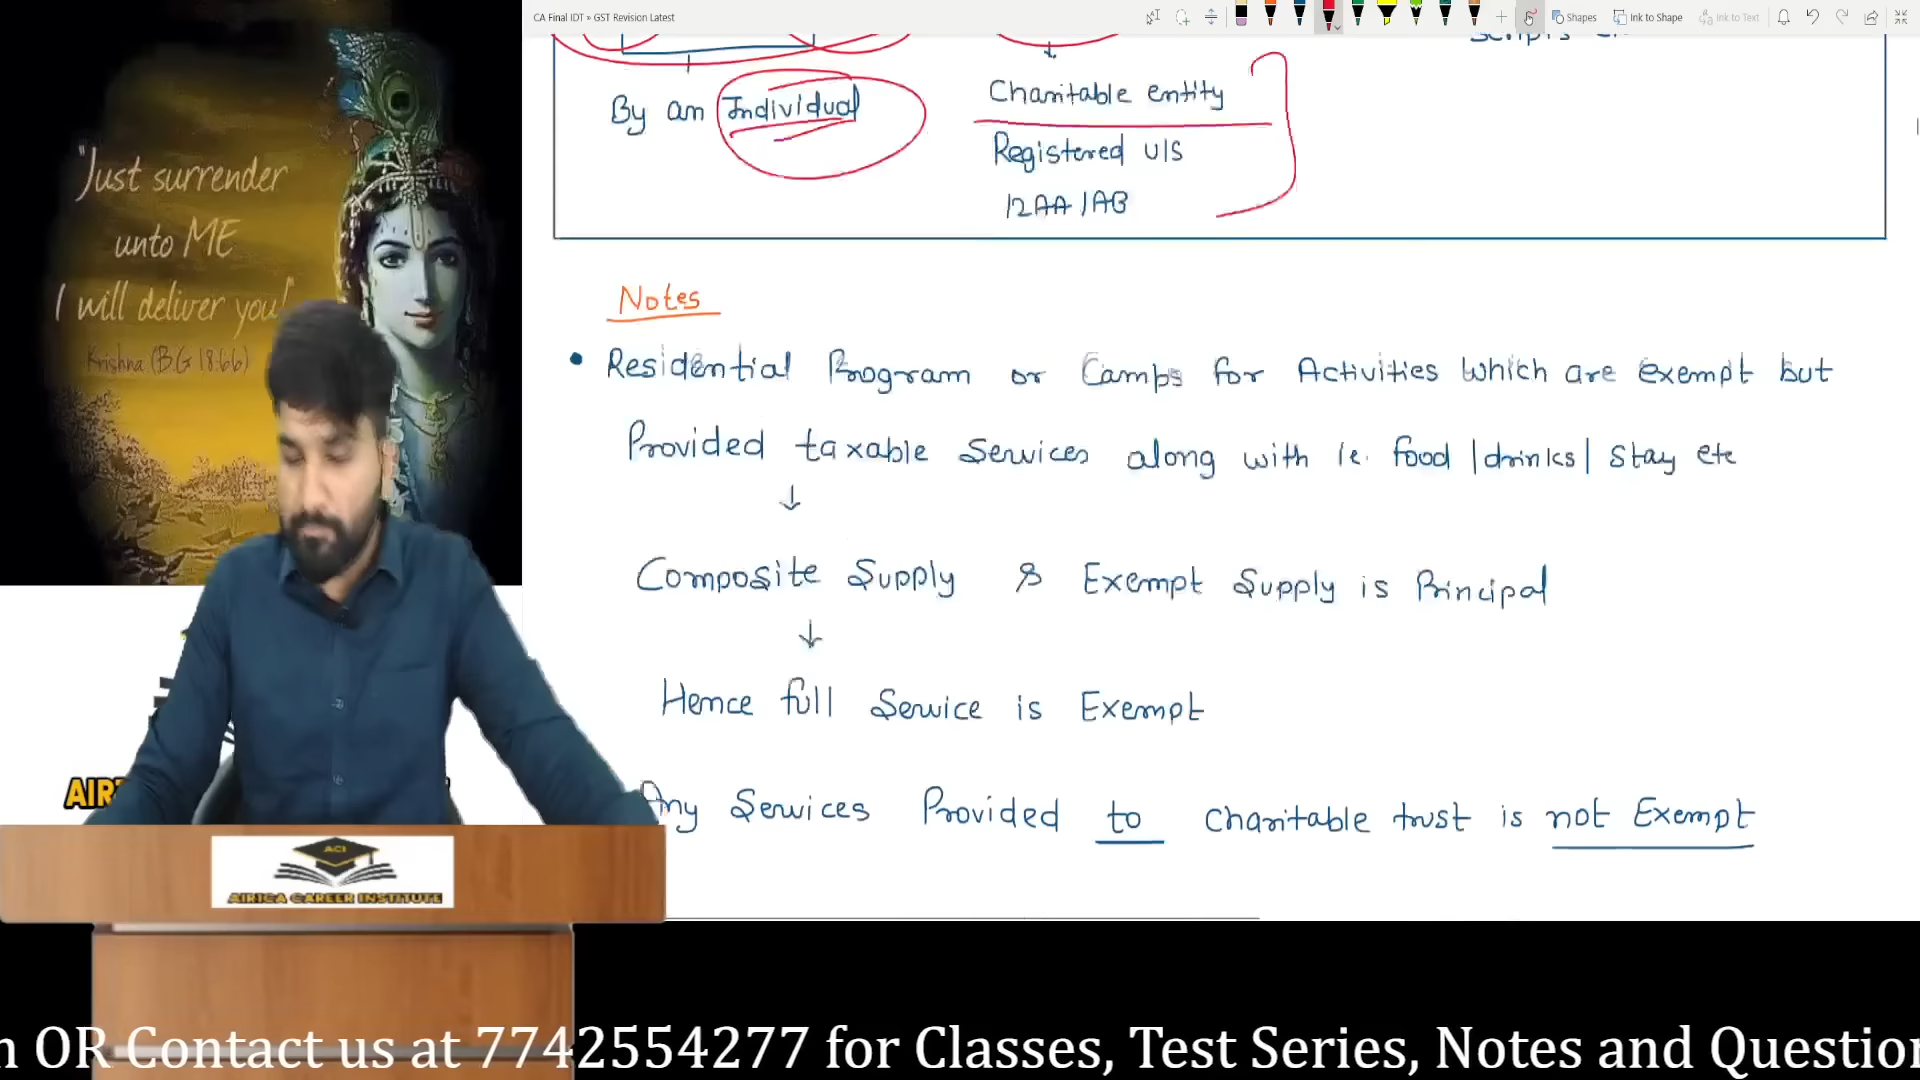 CA Final IDT » GST Revision Latest
Shapes
Ink to Shape
Ink to Text
By an Individual
Charitable entity
Registered U/S
12AA/AB
"Just surrender
unto ME
I will deliver you!"
Krishna (B.G 18:66)
Notes
• Residential Program or Camps for Activities which are exempt but
Provided taxable Services along with i.e. food |drinks| Stay etc
↓
Composite Supply & Exempt Supply is Principal
↓
Hence full Service is Exempt
Any Services Provided to Charitable trust is not Exempt
ACI
AIRICA CAREER INSTITUTE
OR Contact us at 7742554277 for Classes, Test Series, Notes and